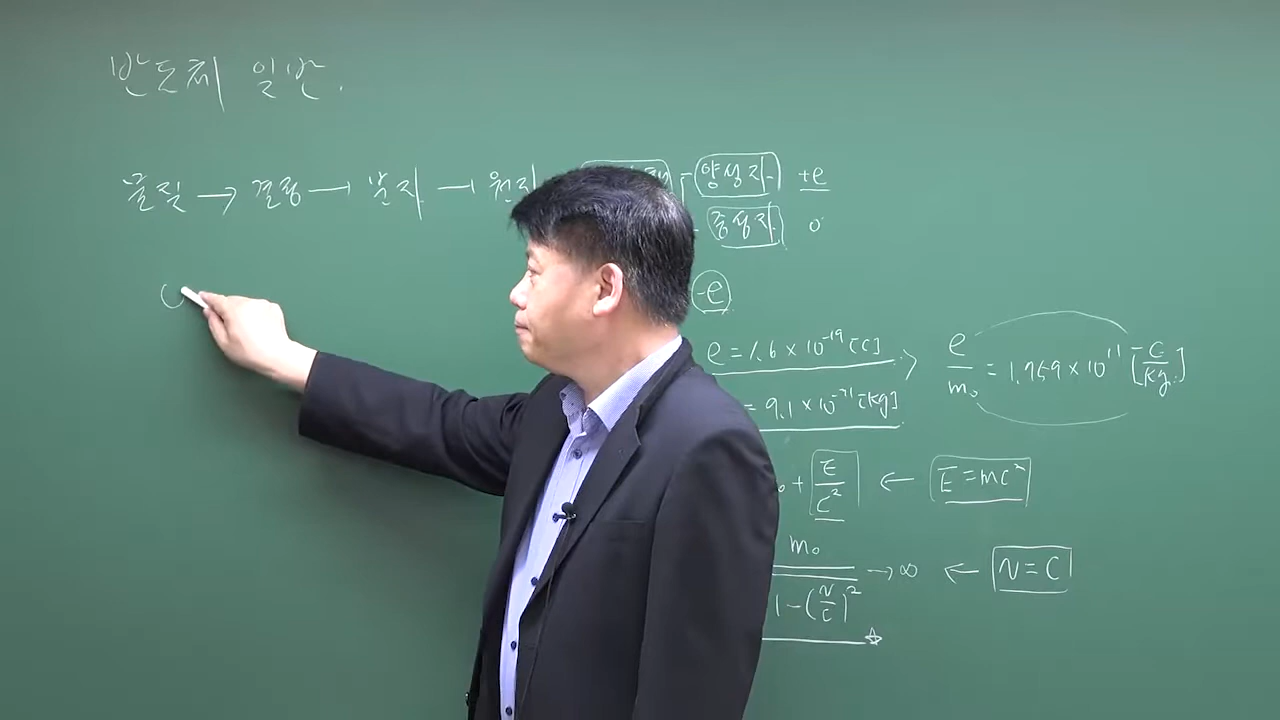 반도체 일반.
물질 → 결정 → 분자 → 원자
양성자 +e
중성자 0
-e
e = 1.6 × 10⁻¹⁹ [C]
= 9.1 × 10⁻³¹ [kg]
e/m₀ = 1.759 × 10¹¹ [C/kg]
+ E/C² ← E = mc²
m₀ / 1 - (v/c)² → ∞ ← v = C